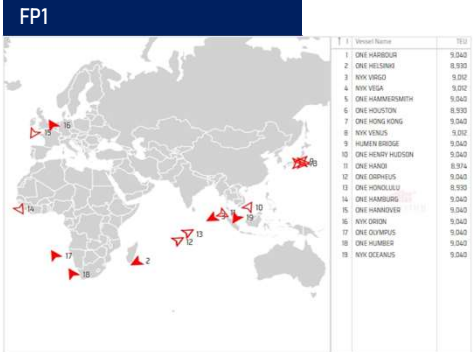 FP1
Vessel Name TEU
1 ONE HARBOUR 9,040
2 ONE HELSINKI 8,930
3 NYK VIRGO 9,012
4 NYK VEGA 9,012
5 ONE HAMMERSMITH 9,040
6 ONE HOUSTON 8,930
7 ONE HONG KONG 9,040
8 NYK VENUS 9,012
9 HUMEN BRIDGE 9,040
10 ONE HENRY HUDSON 9,040
11 ONE HANOI 8,974
12 ONE ORPHEUS 9,040
13 ONE HONOLULU 8,930
14 ONE HAMBURG 9,040
15 ONE HANNOVER 9,040
16 NYK ORION 9,040
17 ONE OLYMPUS 9,040
18 ONE HUMBER 9,040
19 NYK OCEANUS 9,040
16
15
10
14
19
13
12
17
2
18